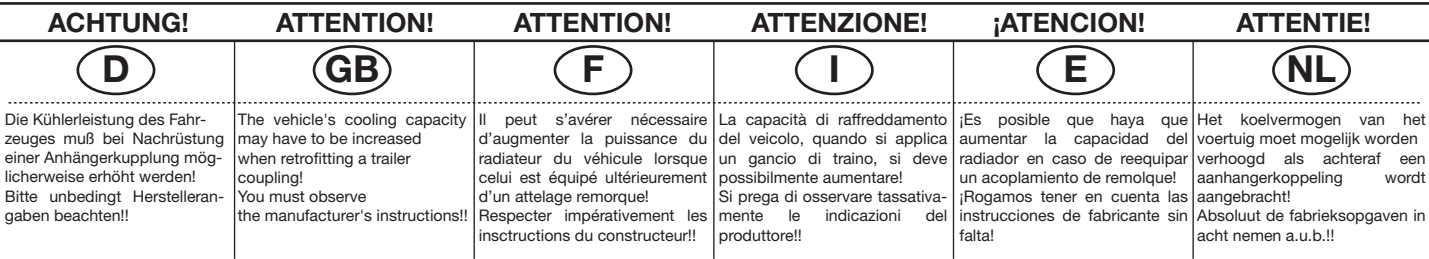 ACHTUNG!
D
Die Kühlerleistung des Fahr-
zeuges muß bei Nachrüstung
einer Anhängerkupplung mög-
licherweise erhöht werden!
Bitte unbedingt Herstelleran-
gaben beachten!!
ATTENTION!
GB
The vehicle's cooling capacity
may have to be increased
when retrofitting a trailer
coupling!
You must observe
the manufacturer's instructions!!
ATTENTION!
F
Il peut s'avérer nécessaire
d'augmenter la puissance du
radiateur du véhicule lorsque
celui est équipé ultérieurement
d'un attelage remorque!
Respecter impérativement les
insctructions du constructeur!!
ATTENZIONE!
I
La capacità di raffreddamento
del veicolo, quando si applica
un gancio di traino, si deve
possibilmente aumentare!
Si prega di osservare tassativa-
mente le indicazioni del
produttore!!
¡ATENCION!
E
¡Es posible que haya que
aumentar la capacidad del
radiador en caso de reequipar
un acoplamiento de remolque!
¡Rogamos tener en cuenta las
instrucciones de fabricante sin
falta!
ATTENTIE!
NL
Het koelvermogen van het
voertuig moet mogelijk worden
verhoogd als achteraf een
aanhangerkoppeling wordt
aangebracht!
Absoluut de fabrieksopgaven in
acht nemen a.u.b.!!